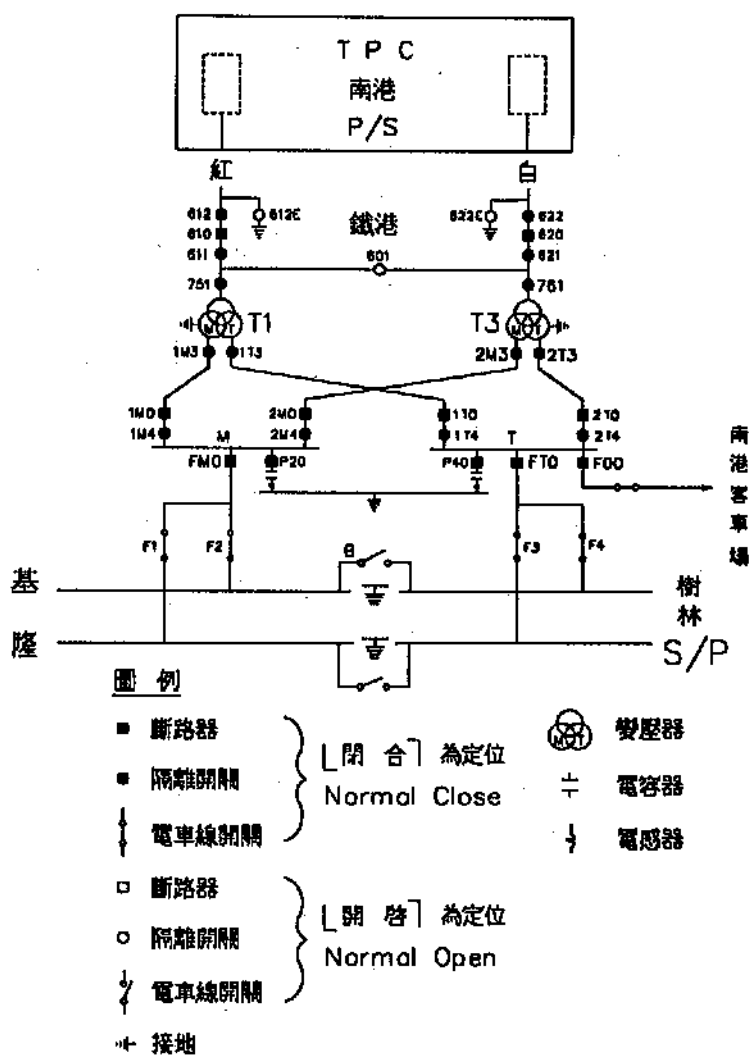 TPC
南港
P/S
紅 白
612 612E 622E 622
610 鐵港 620
611 601 621
751 761
M T T1 T3 M T
1M3 1T3 2M3 2T3
1M0 2M0 1T0 2T0
1M4 M 2M4 1T4 T 2T4
FM0 P20 P40 FT0 F00
南港客車場
F1 F2 F3 F4
基 樹
隆 林
S/P
圖例
斷路器
隔離開關
電車線開關
「閉合」為定位
Normal Close
斷路器
隔離開關
電車線開關
「開啓」為定位
Normal Open
接地
M T 變壓器
電容器
電感器